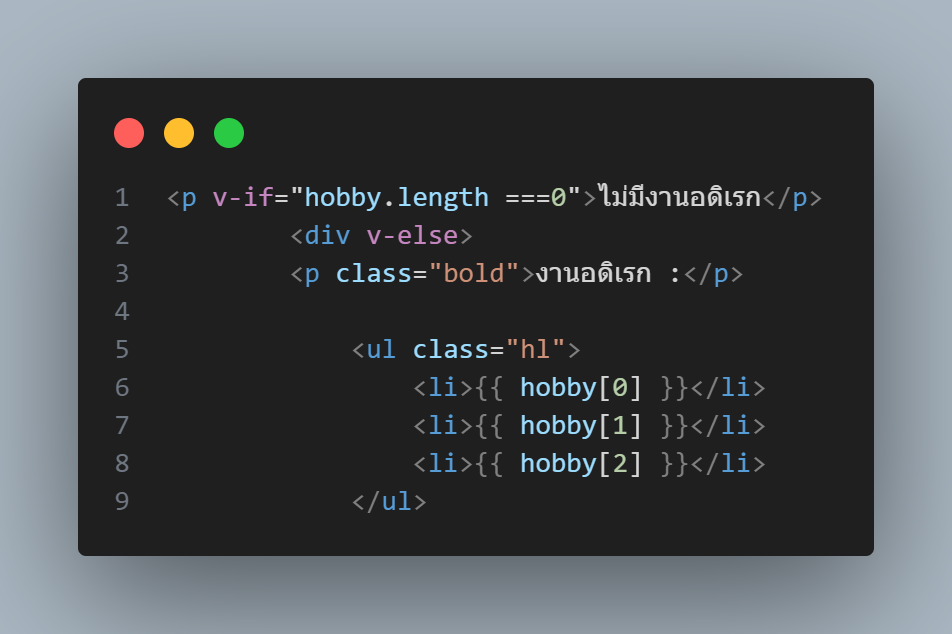 1 <p v-if="hobby.length ===0">ไม่มีงานอดิเรก</p>
2 <div v-else>
3 <p class="bold">งานอดิเรก :</p>
4
5 <ul class="hl">
6 <li>{{ hobby[0] }}</li>
7 <li>{{ hobby[1] }}</li>
8 <li>{{ hobby[2] }}</li>
9 </ul>